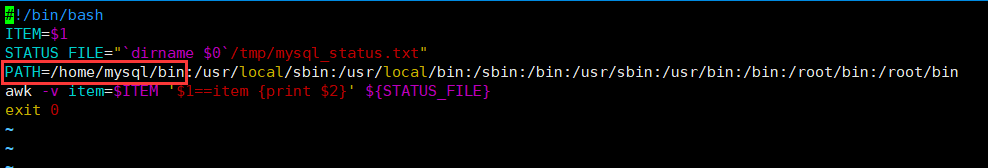 #!/bin/bash
ITEM=$1
STATUS_FILE="`dirname $0`/tmp/mysql_status.txt"
PATH=/home/mysql/bin:/usr/local/sbin:/usr/local/bin:/sbin:/bin:/usr/sbin:/usr/bin:/bin:/root/bin:/root/bin
awk -v item=$ITEM '$1==item {print $2}' ${STATUS_FILE}
exit 0
~
~
~